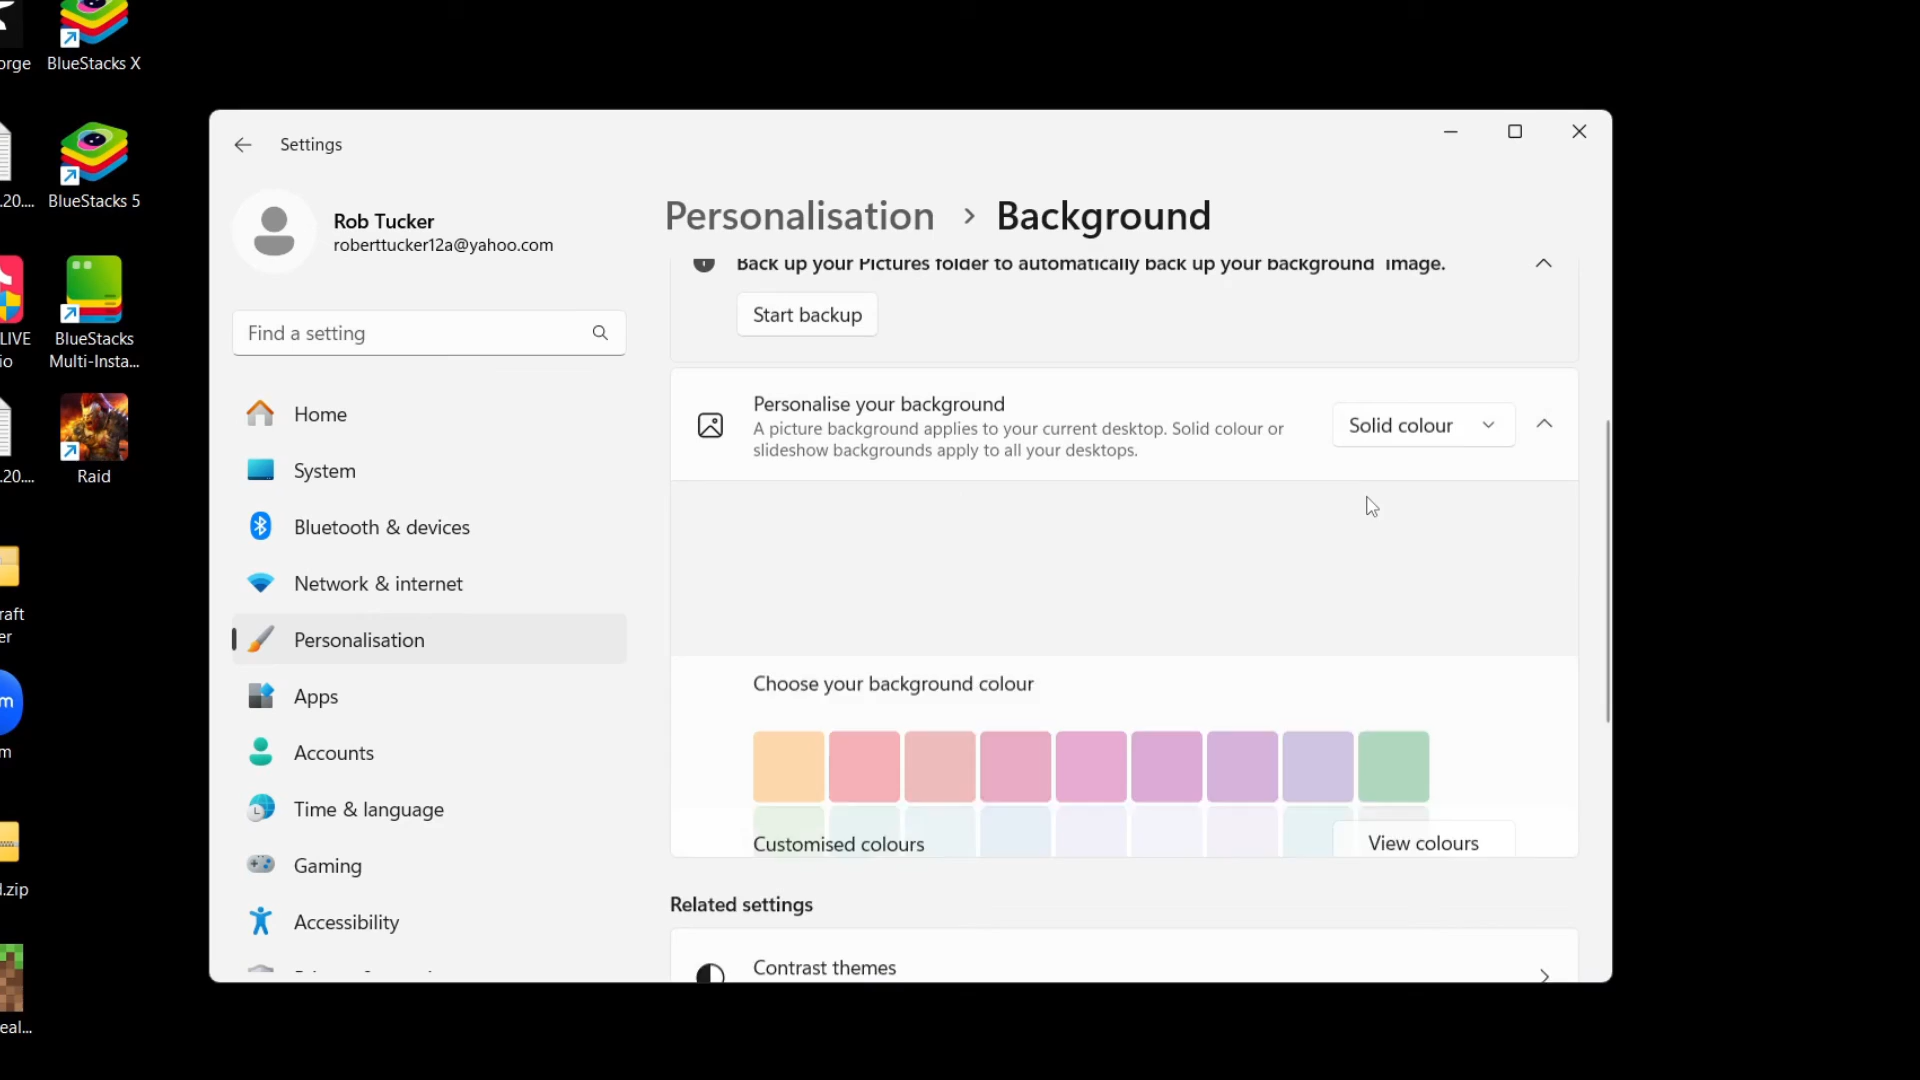 orge
BlueStacks X
.20....
BlueStacks 5
LIVE
io
BlueStacks
Multi-Insta...
.20....
Raid
raft
er
m
m
l.zip
eal...
Settings
Rob Tucker
roberttucker12a@yahoo.com
Find a setting
Home
System
Bluetooth & devices
Network & internet
Personalisation
Apps
Accounts
Time & language
Gaming
Accessibility
Personalisation > Background
Back up your Pictures folder to automatically back up your background image.
Start backup
Personalise your background
A picture background applies to your current desktop. Solid colour or
slideshow backgrounds apply to all your desktops.
Solid colour
Choose your background colour
Customised colours
View colours
Related settings
Contrast themes